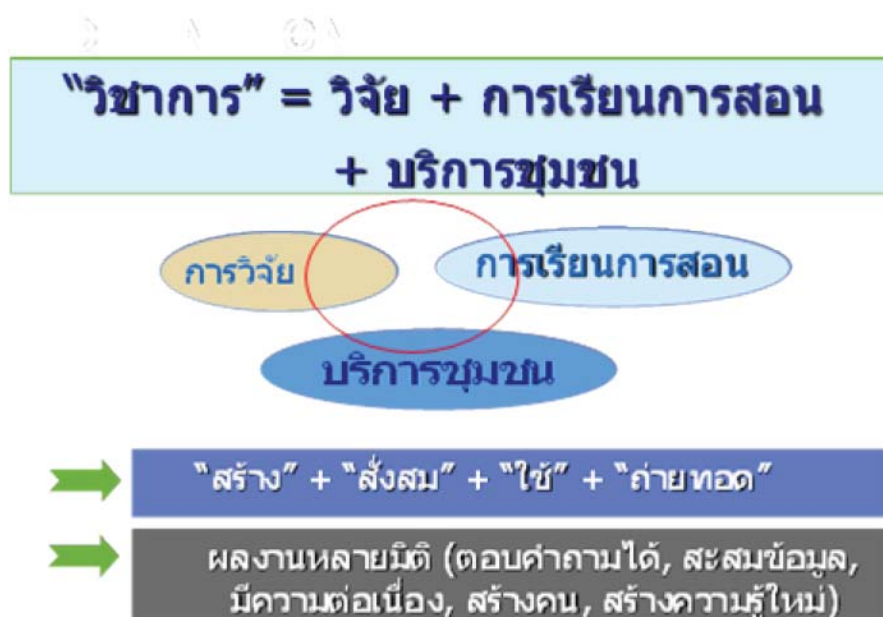 “วิชาการ” = วิจัย + การเรียนการสอน
+ บริการชุมชน
การวิจัย
การเรียนการสอน
บริการชุมชน
“สร้าง” + “สั่งสม” + “ใช้” + “ถ่ายทอด”
ผลงานหลายมิติ (ตอบคำถามได้, สะสมข้อมูล,
มีความต่อเนื่อง, สร้างคน, สร้างความรู้ใหม่)